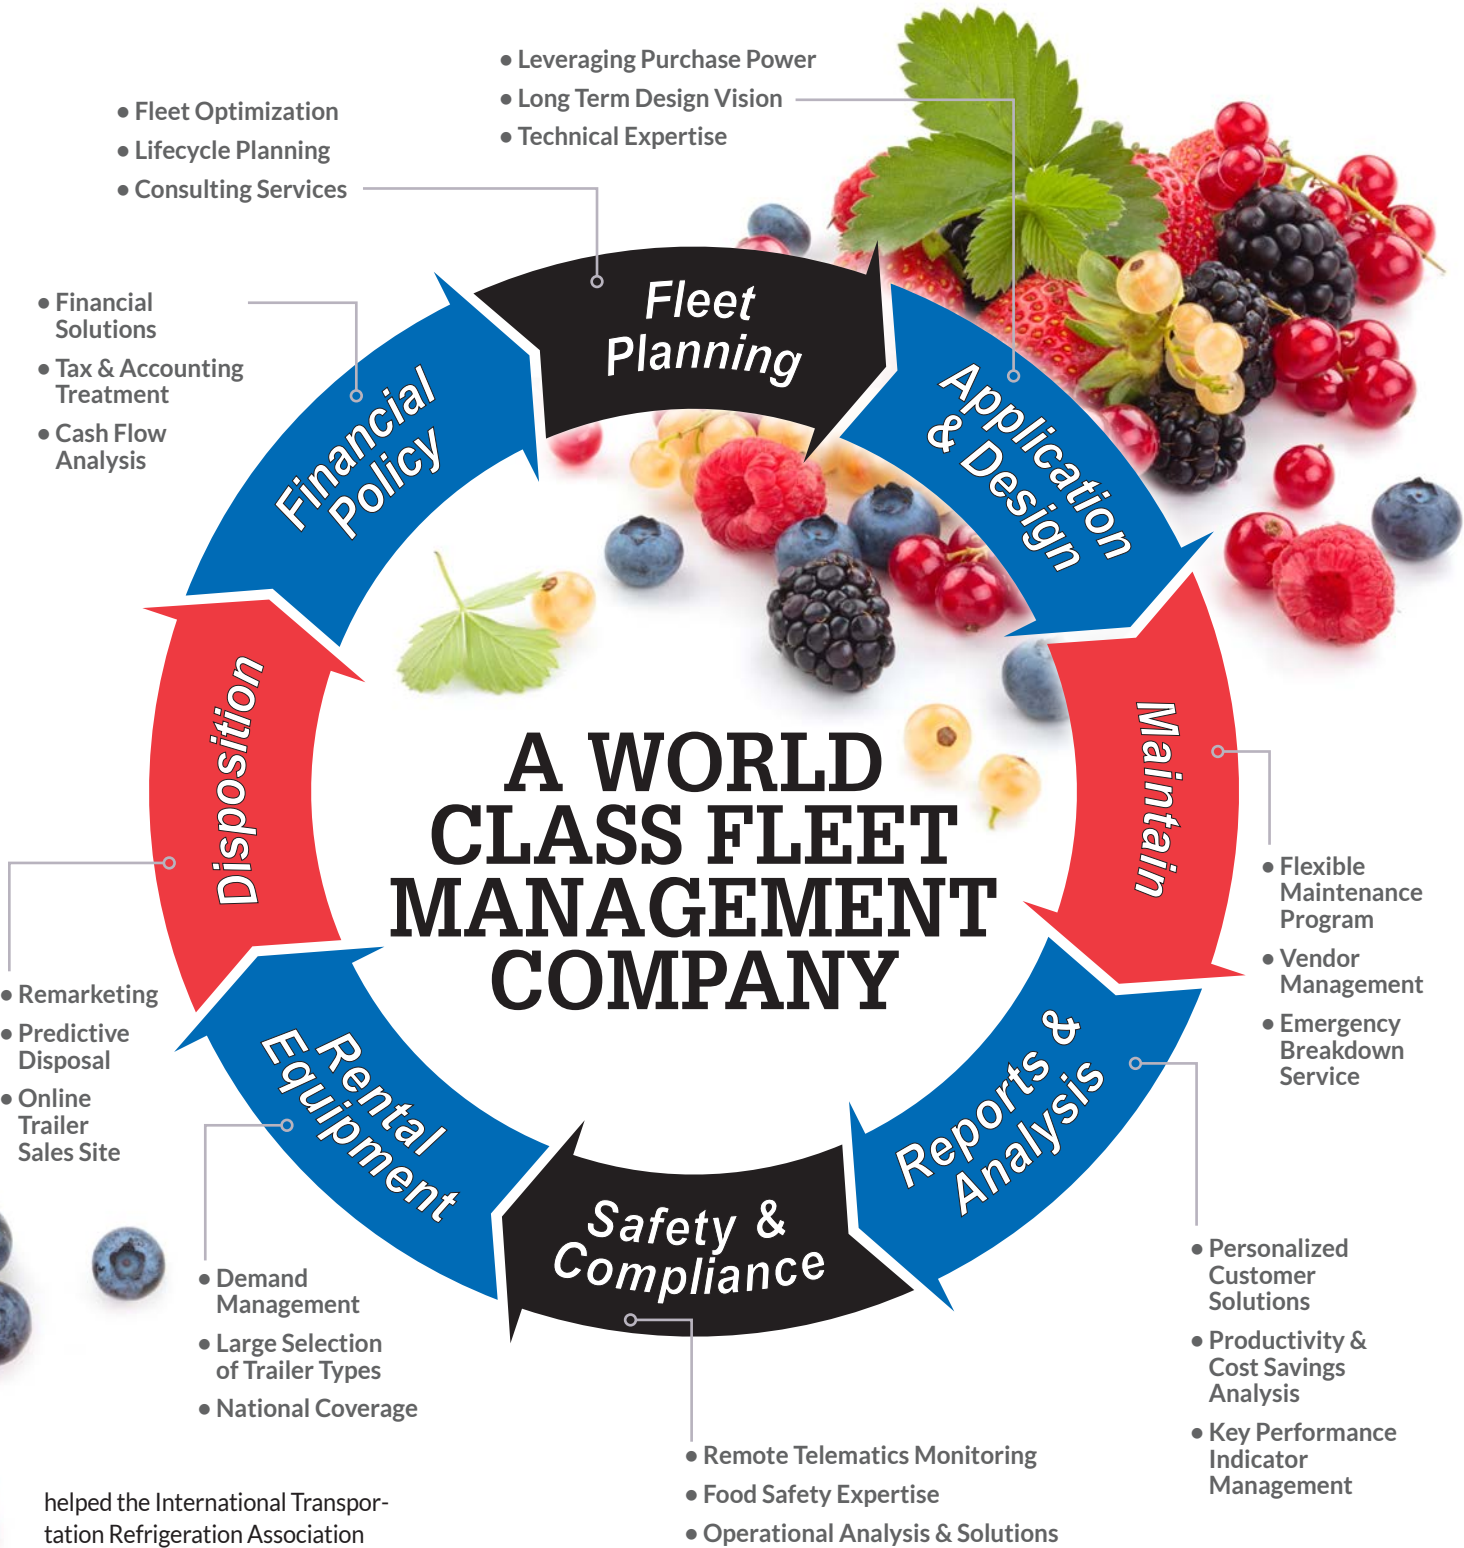 • Leveraging Purchase Power
• Long Term Design Vision
• Technical Expertise
• Fleet Optimization
• Lifecycle Planning
• Consulting Services
• Financial
Solutions
• Tax & Accounting
Treatment
• Cash Flow
Analysis
Fleet
Planning
Application
& Design
Financial
Policy
Maintain
Disposition
A WORLD
CLASS FLEET
MANAGEMENT
COMPANY
• Flexible
Maintenance
Program
• Vendor
Management
• Emergency
Breakdown
Service
• Remarketing
• Predictive
Disposal
• Online
Trailer
Sales Site
Reports &
Analysis
Rental
Equipment
Safety &
Compliance
• Personalized
Customer
Solutions
• Productivity &
Cost Savings
Analysis
• Key Performance
Indicator
Management
• Demand
Management
• Large Selection
of Trailer Types
• National Coverage
• Remote Telematics Monitoring
• Food Safety Expertise
• Operational Analysis & Solutions
helped the International Transpor-
tation Refrigeration Association